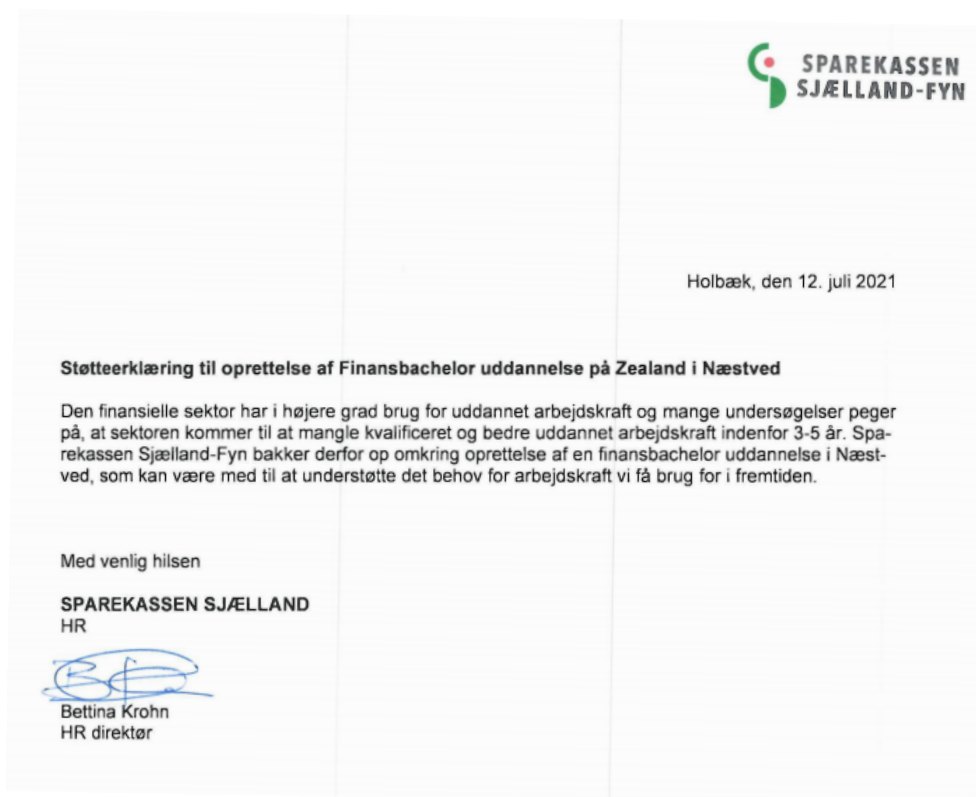 SPAREKASSEN
SJÆLLAND-FYN
Holbæk, den 12. juli 2021
Støtteerklæring til oprettelse af Finansbachelor uddannelse på Zealand i Næstved
Den finansielle sektor har i højere grad brug for uddannet arbejdskraft og mange undersøgelser peger
på, at sektoren kommer til at mangle kvalificeret og bedre uddannet arbejdskraft indenfor 3-5 år. Spa-
rekassen Sjælland-Fyn bakker derfor op omkring oprettelse af en finansbachelor uddannelse i Næst-
ved, som kan være med til at understøtte det behov for arbejdskraft vi få brug for i fremtiden.
Med venlig hilsen
SPAREKASSEN SJÆLLAND
HR
Bettina Krohn
HR direktør